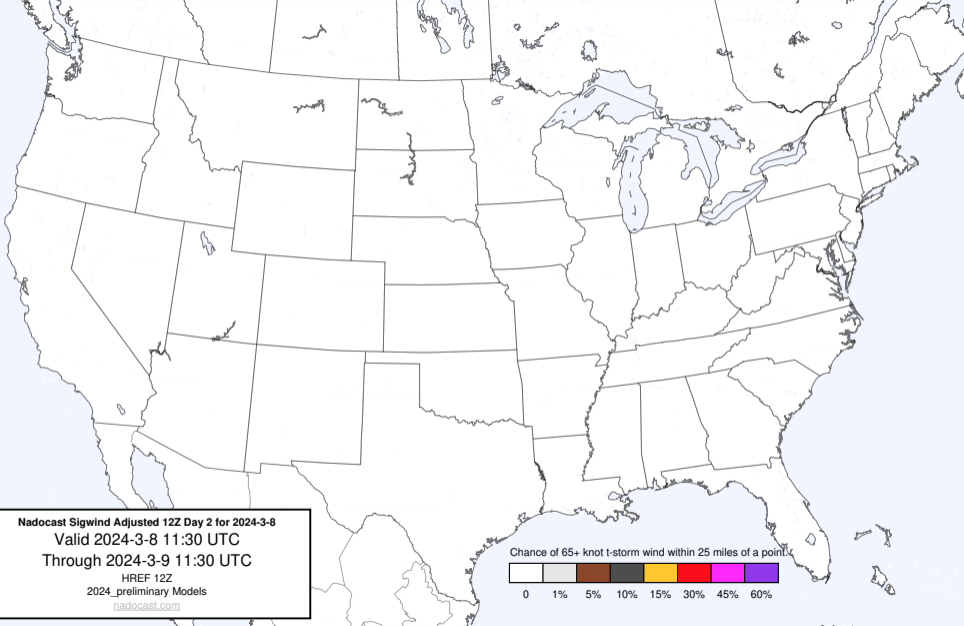 Nadocast Sigwind Adjusted 12Z Day 2 for 2024-3-8
Valid 2024-3-8 11:30 UTC
Through 2024-3-9 11:30 UTC
HREF 12Z
2024_preliminary Models
nadocast.com
Chance of 65+ knot t-storm wind within 25 miles of a point.
0 1% 5% 10% 15% 30% 45% 60%